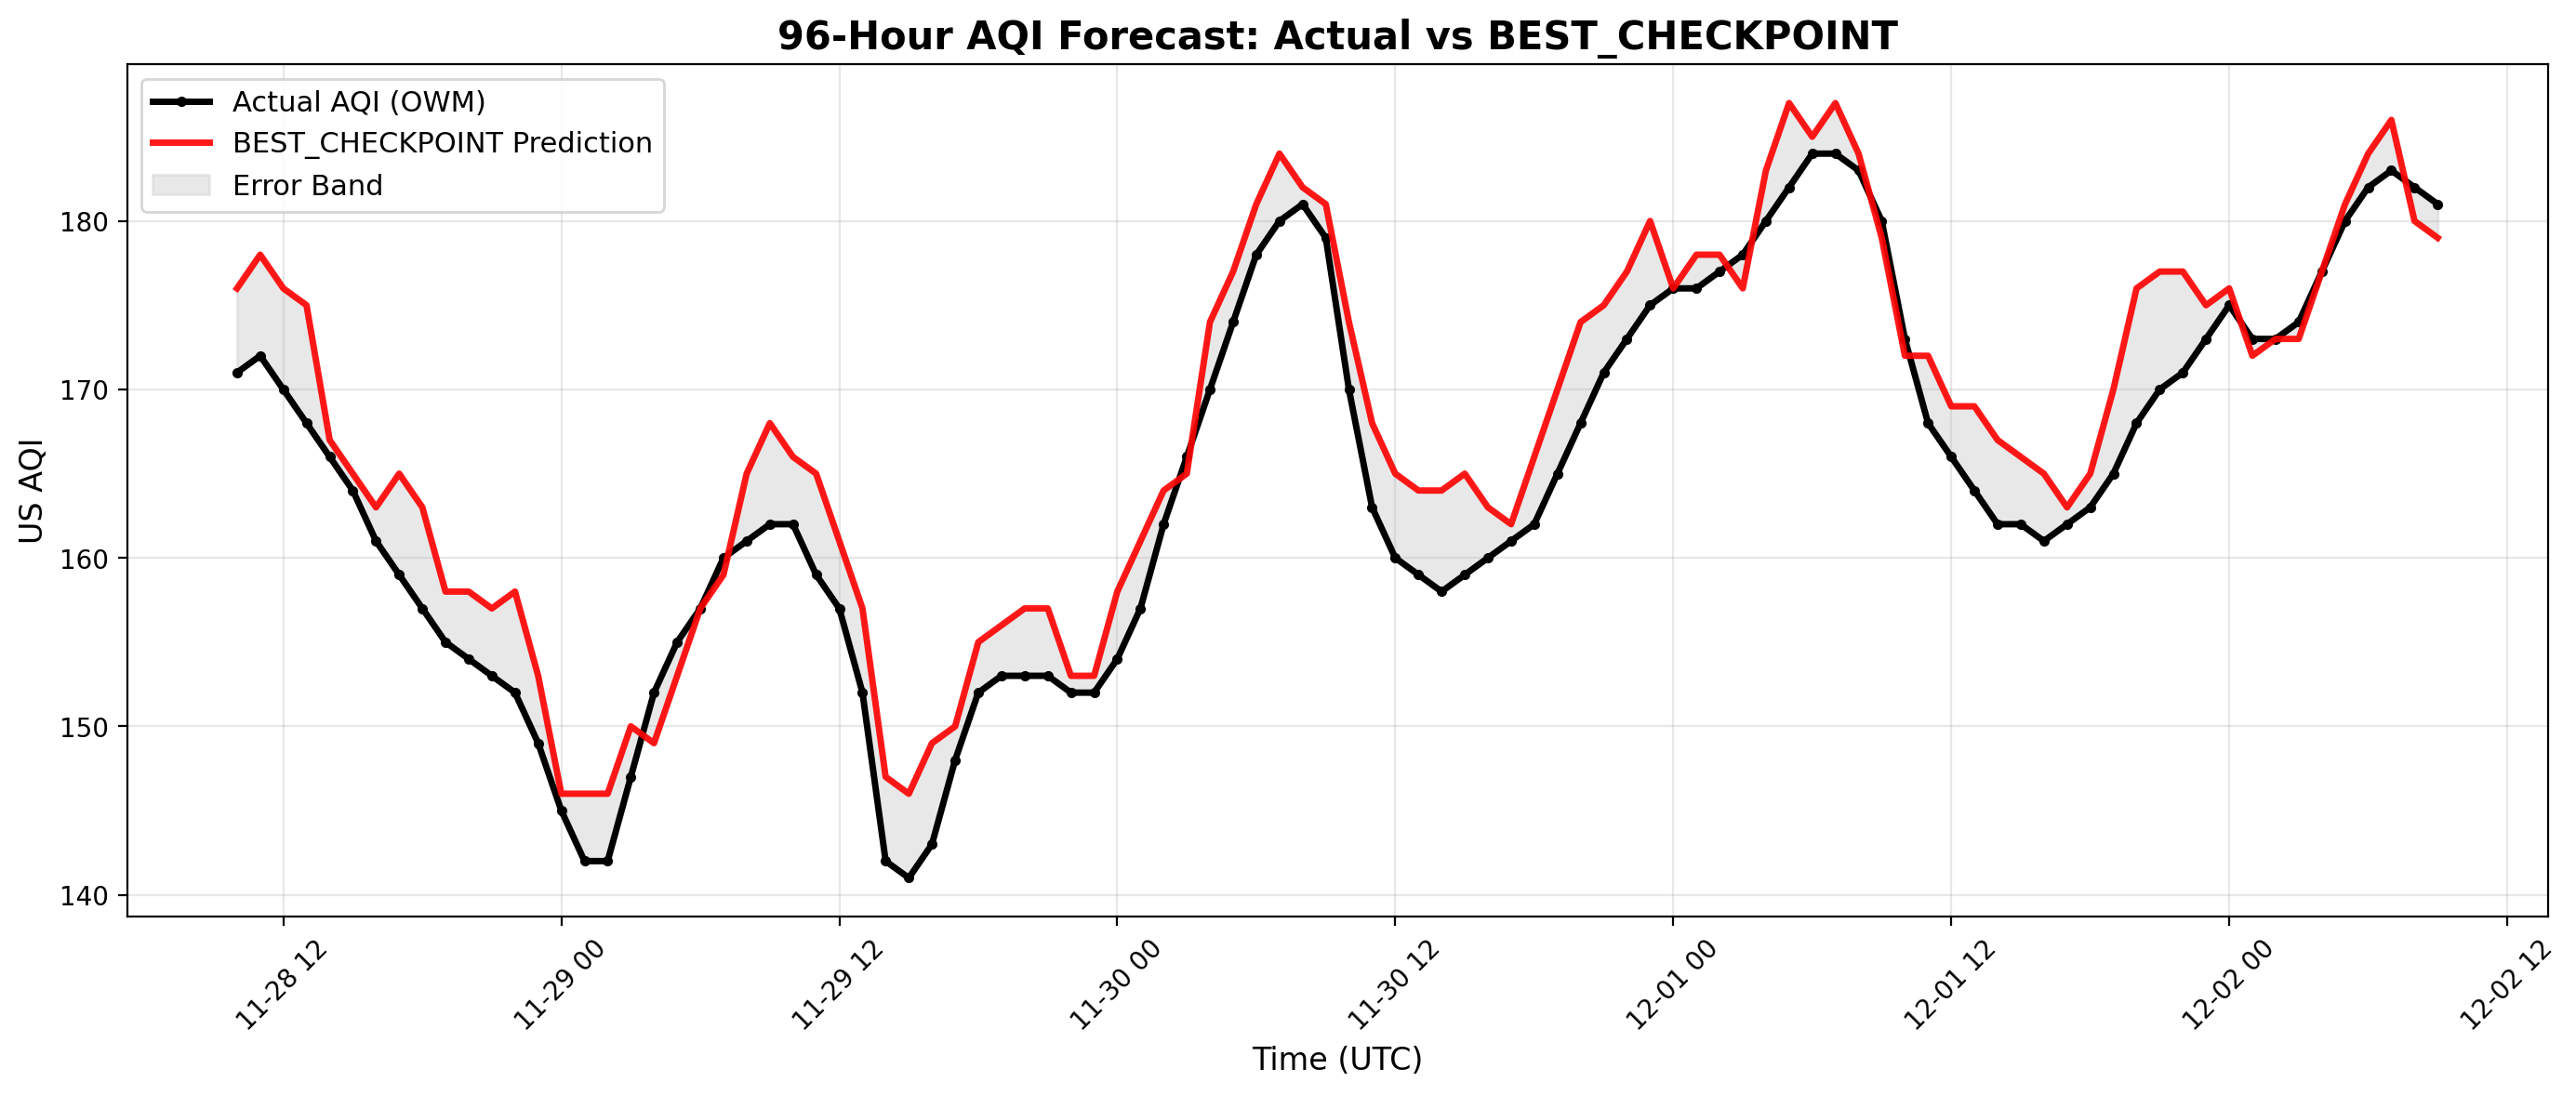 96-Hour AQI Forecast: Actual vs BEST_CHECKPOINT
Actual AQI (OWM)
BEST_CHECKPOINT Prediction
Error Band
US AQI
180
170
160
150
140
11-28 12
11-29 00
11-29 12
11-30 00
11-30 12
12-01 00
12-01 12
12-02 00
12-02 12
Time (UTC)